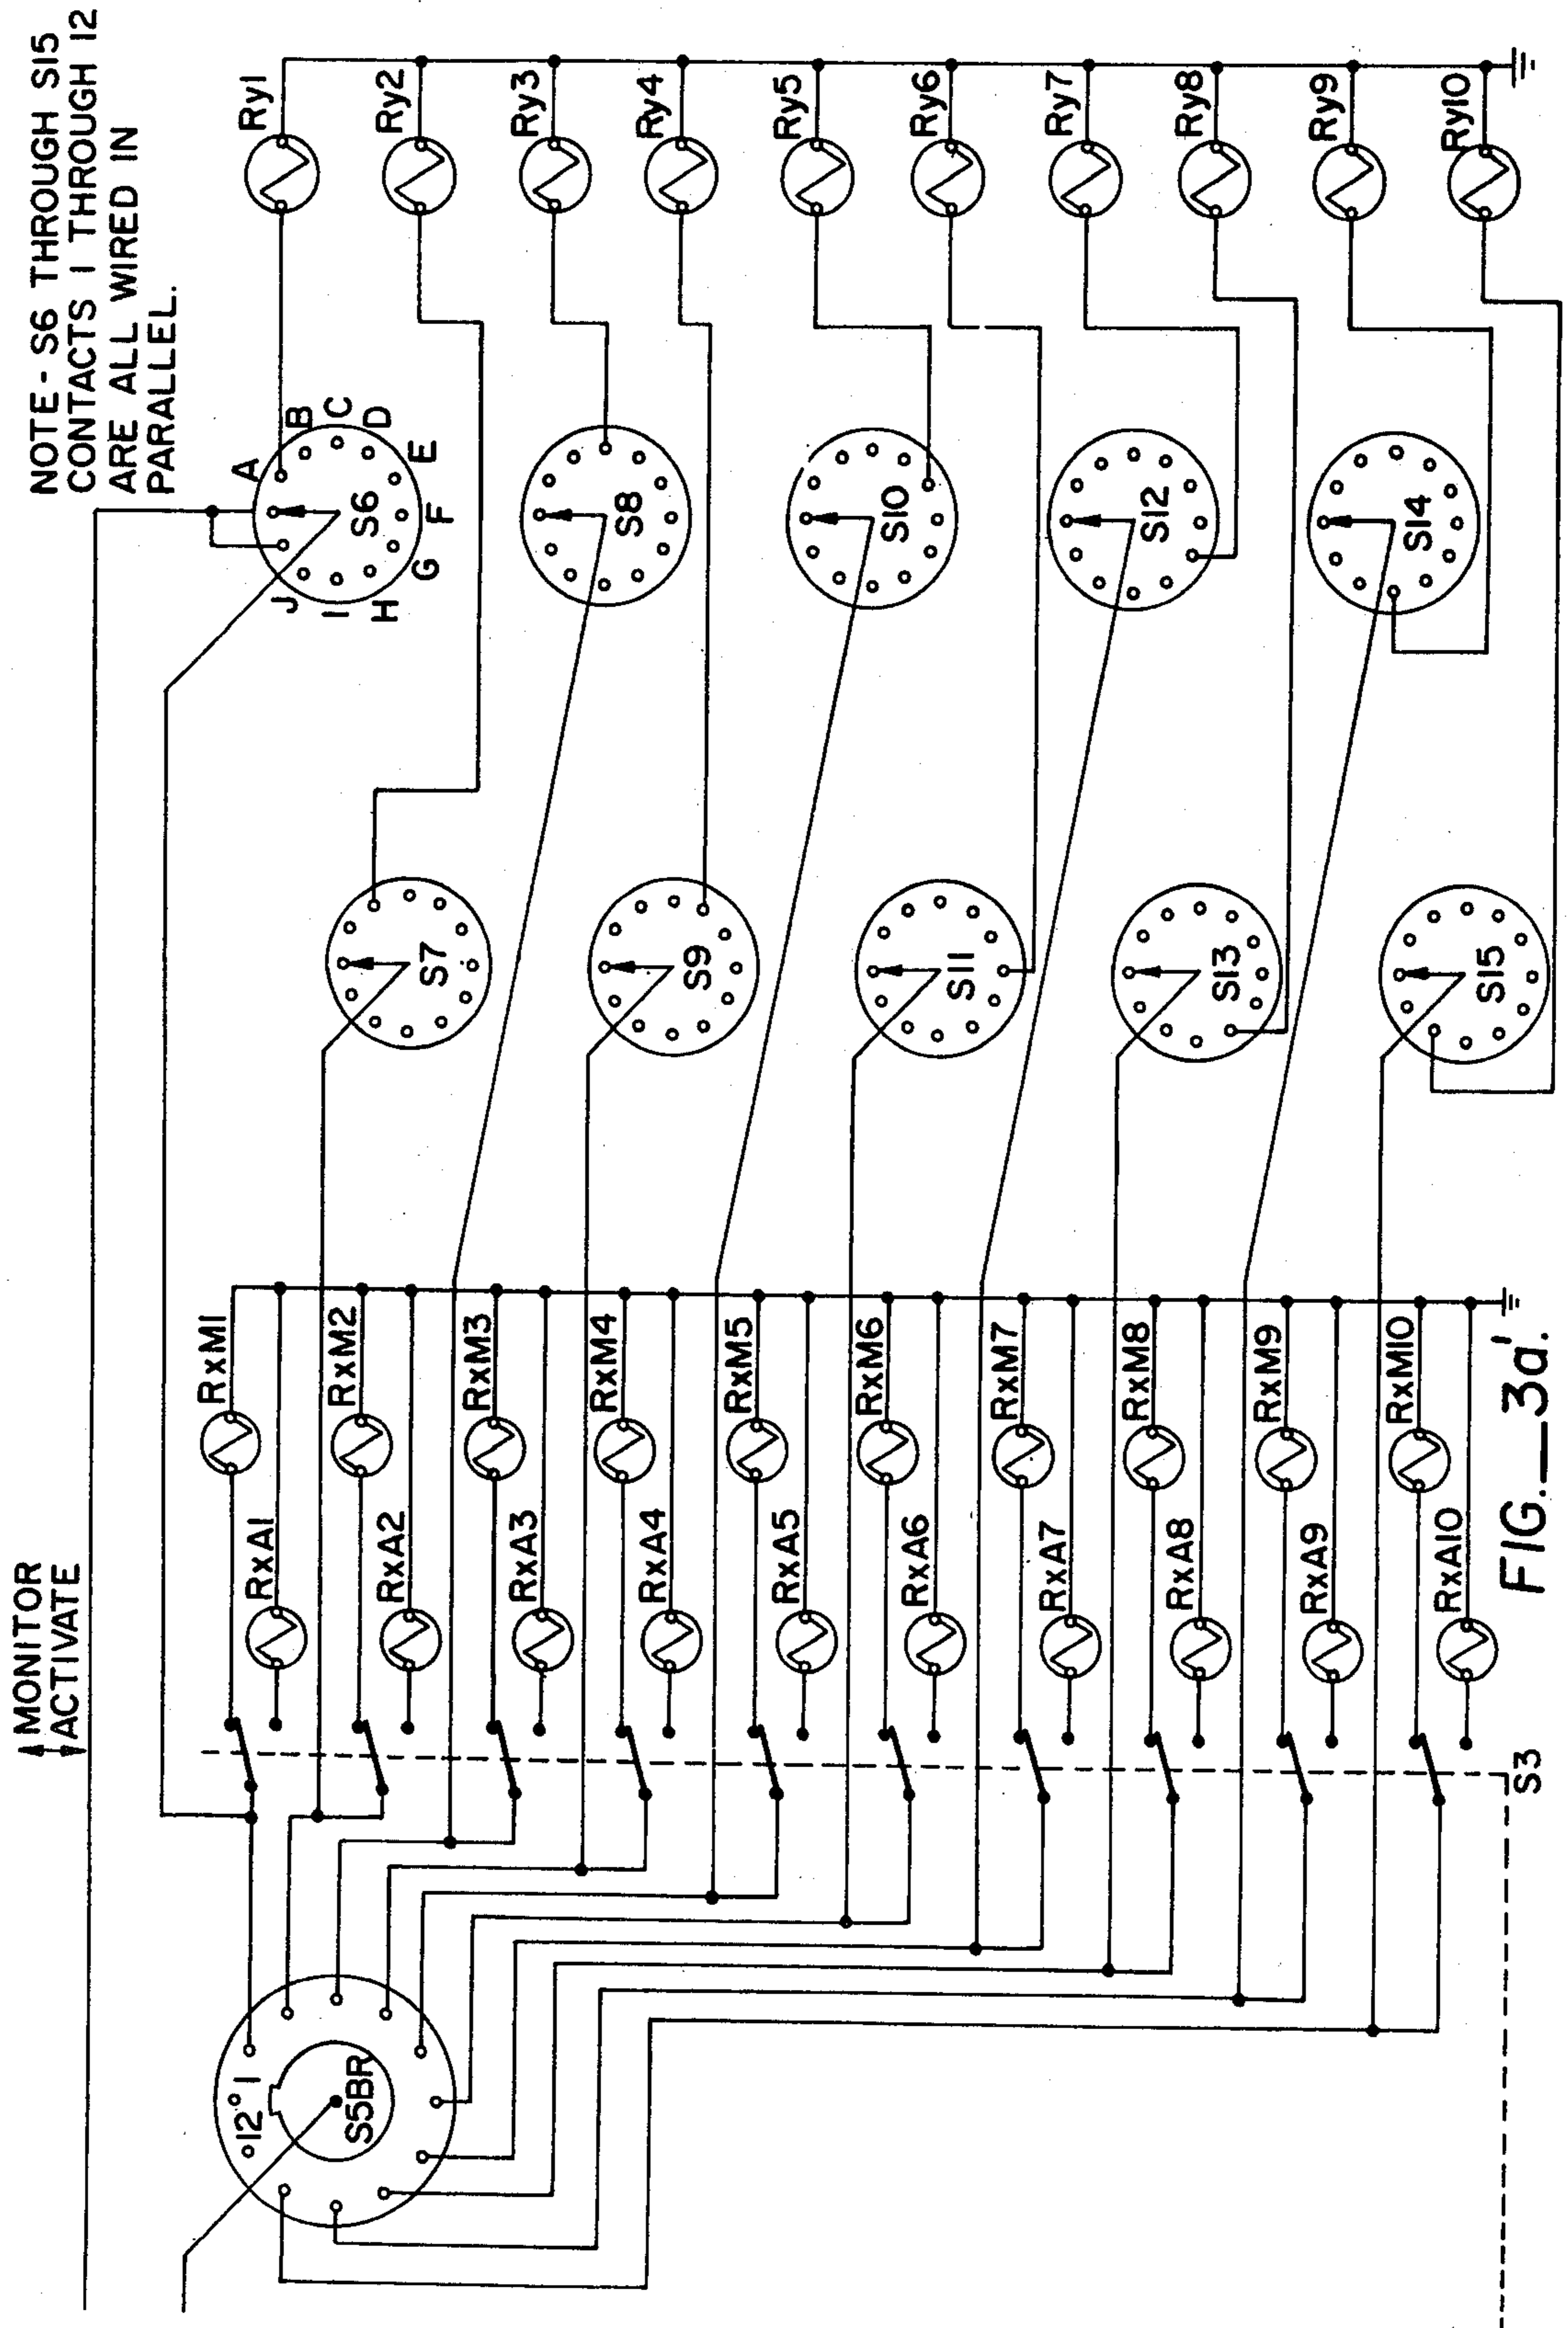 NOTE - S6 THROUGH S15
CONTACTS 1 THROUGH 12
ARE ALL WIRED IN
PARALLEL.
Ry1
Ry2
Ry3
Ry4
Ry5
Ry6
Ry7
Ry8
Ry9
Ry10
A
B
C
D
E
F
G
H
I
J
S6
S8
S10
S12
S14
S7
S9
S11
S13
S15
RxM1
RxM2
RxM3
RxM4
RxM5
RxM6
RxM7
RxM8
RxM9
RxM10
RxA1
RxA2
RxA3
RxA4
RxA5
RxA6
RxA7
RxA8
RxA9
RxA10
MONITOR
ACTIVATE
12
1
S5BR
S3
FIG.—3a'.